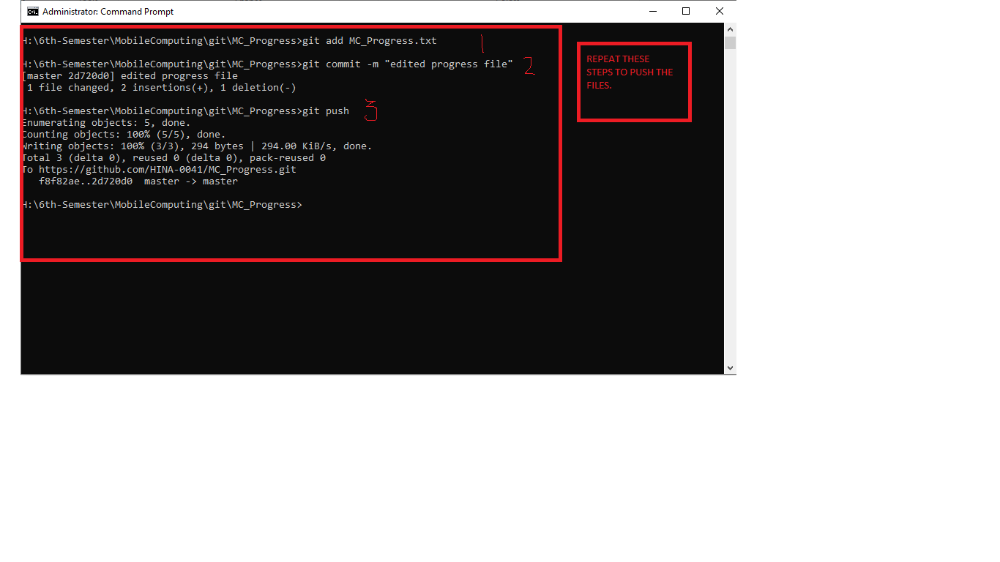 Administrator: Command Prompt
H:\6th-Semester\MobileComputing\git\MC_Progress>git add MC_Progress.txt
1
H:\6th-Semester\MobileComputing\git\MC_Progress>git commit -m "edited progress file"
2
[master 2d720d0] edited progress file
1 file changed, 2 insertions(+), 1 deletion(-)
H:\6th-Semester\MobileComputing\git\MC_Progress>git push
3
Enumerating objects: 5, done.
Counting objects: 100% (5/5), done.
Writing objects: 100% (3/3), 294 bytes | 294.00 KiB/s, done.
Total 3 (delta 0), reused 0 (delta 0), pack-reused 0
To https://github.com/HINA-0041/MC_Progress.git
f8f82ae..2d720d0  master -> master
H:\6th-Semester\MobileComputing\git\MC_Progress>
REPEAT THESE
STEPS TO PUSH THE
FILES.